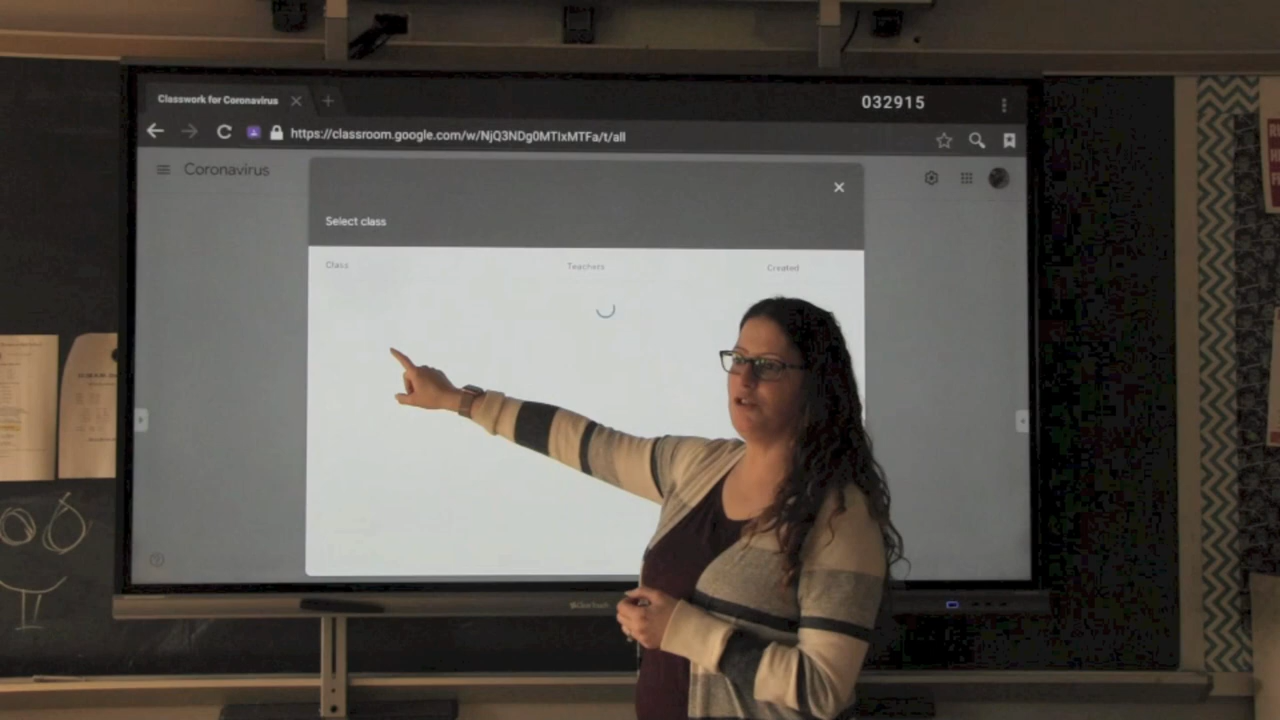 Classwork for Coronavirus
032915
https://classroom.google.com/w/NjQ3NDg0MTIxMTFa/t/all
Coronavirus
Select class
Class Teachers Created